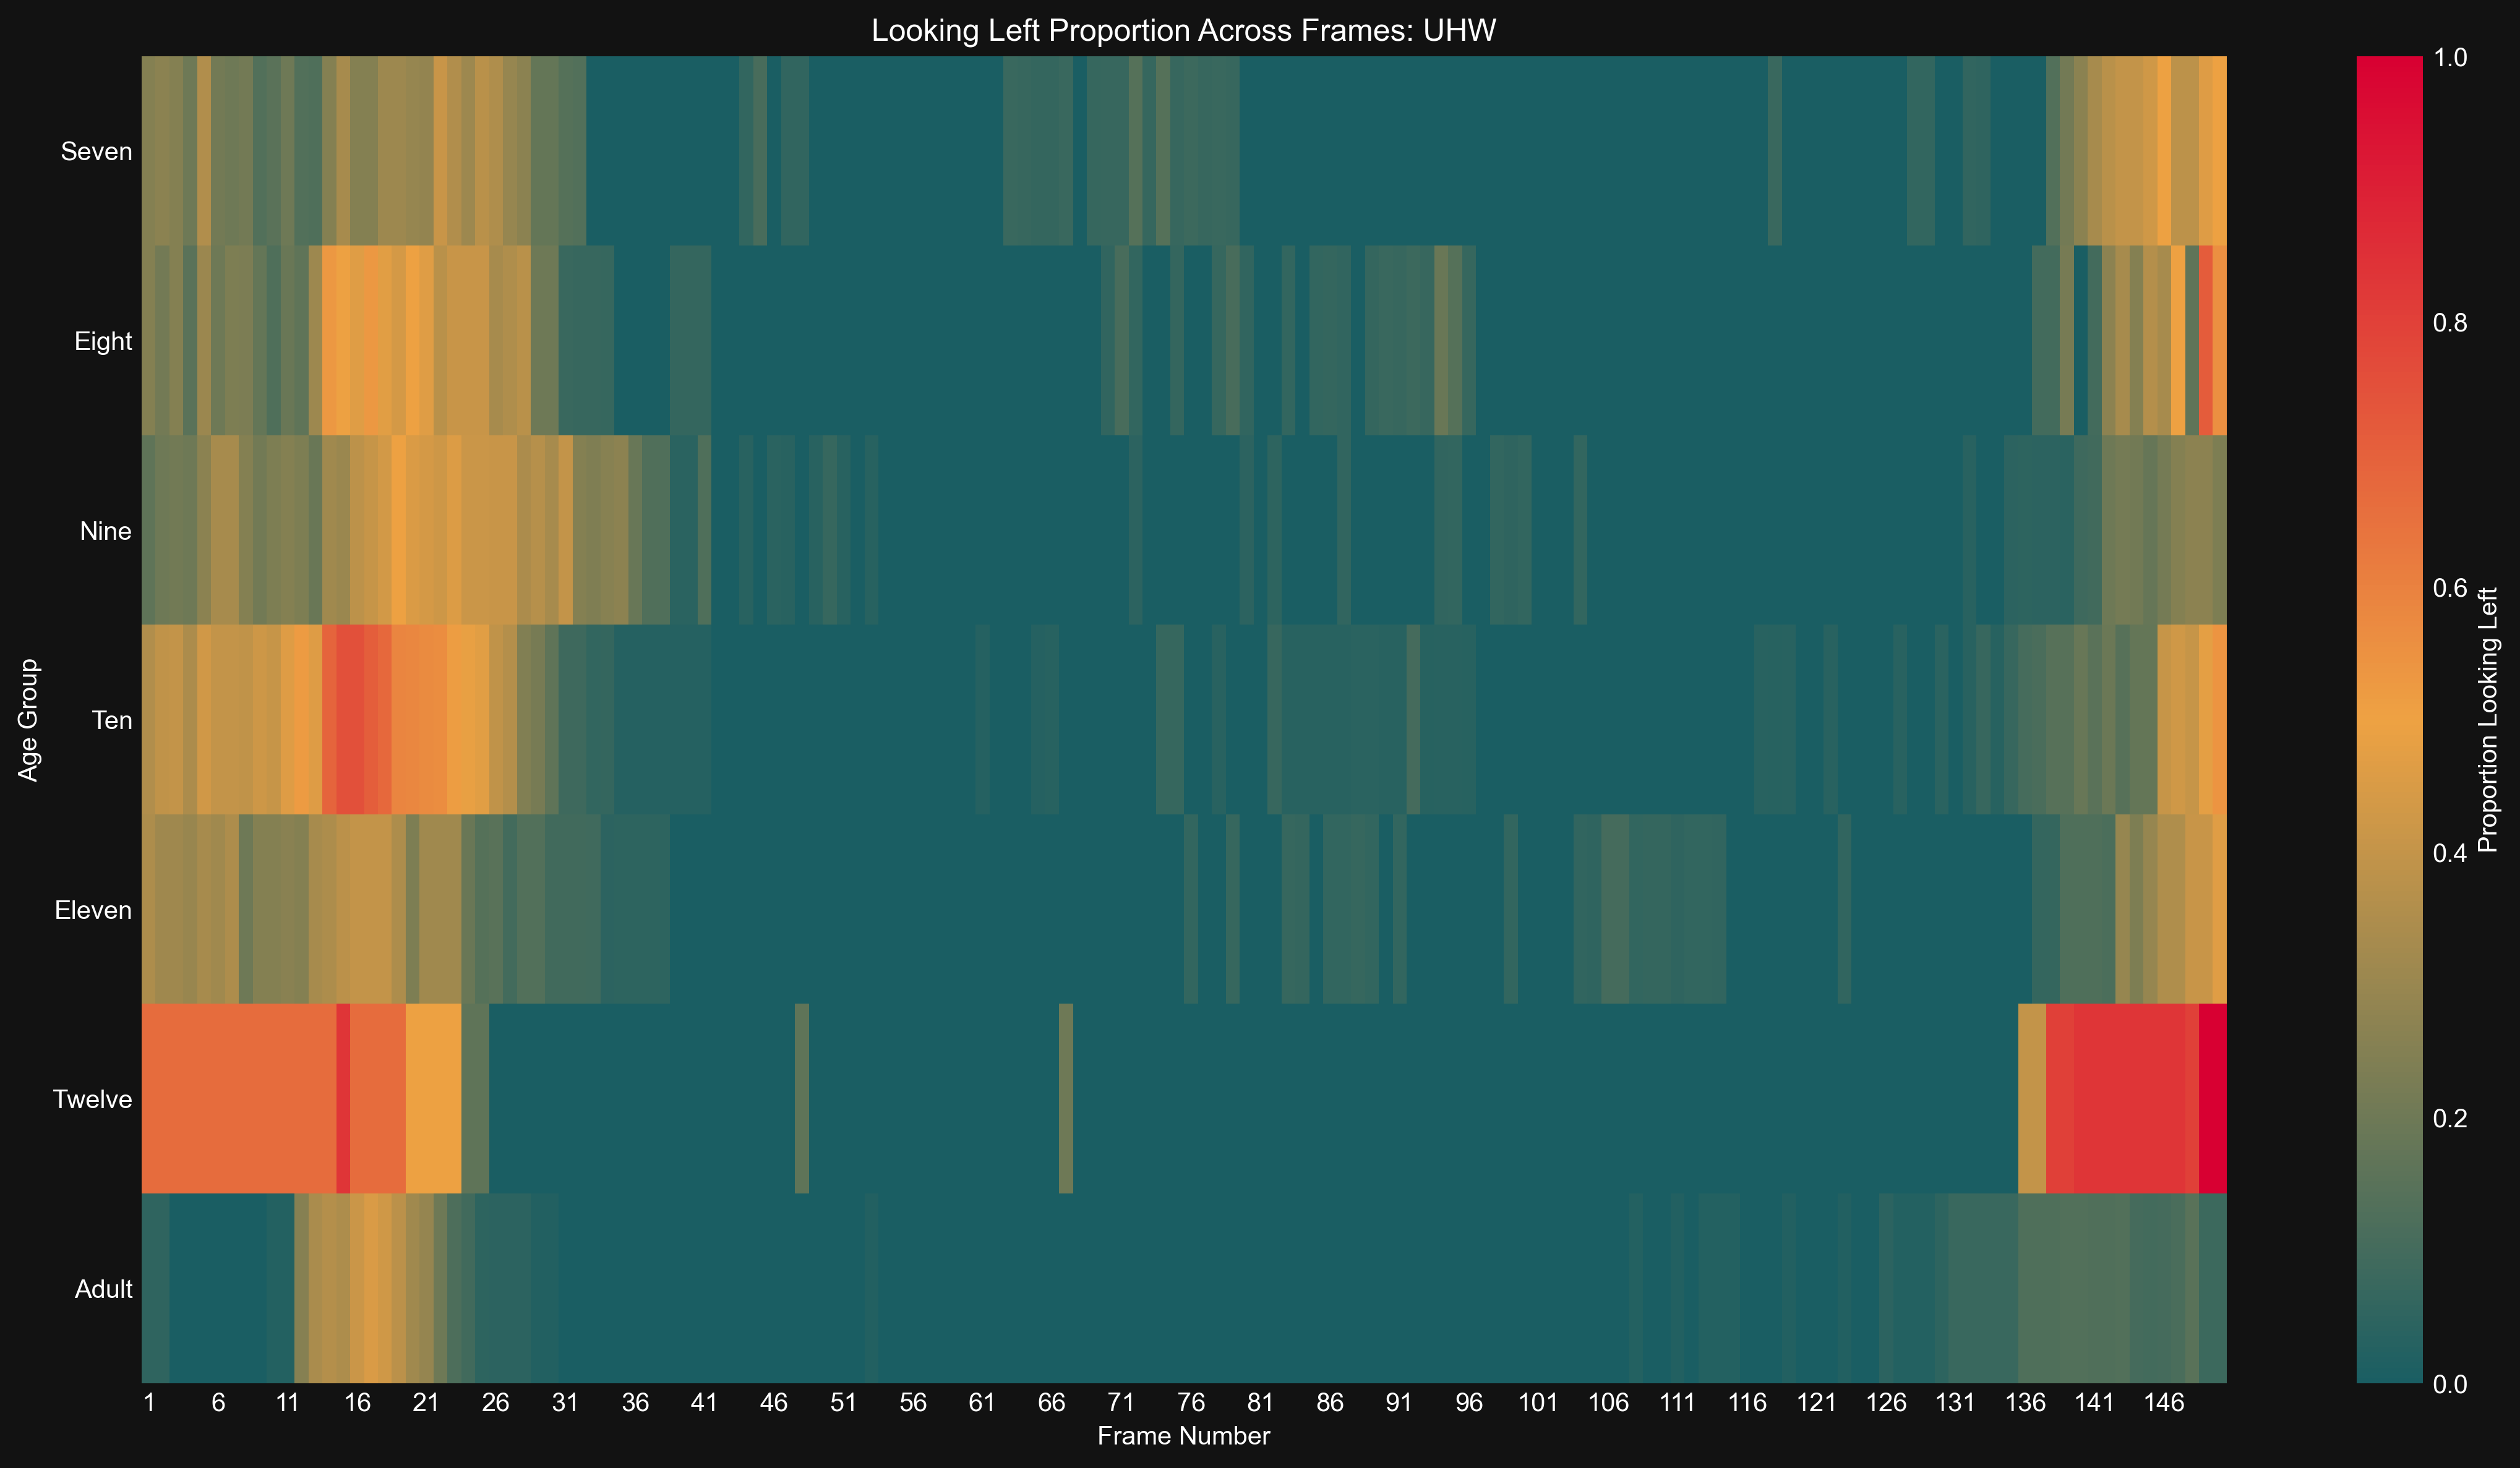 Looking Left Proportion Across Frames: UHW
Age Group
Seven
Eight
Nine
Ten
Eleven
Twelve
Adult
1 6 11 16 21 26 31 36 41 46 51 56 61 66 71 76 81 86 91 96 101 106 111 116 121 126 131 136 141 146
Frame Number
1.0
0.8
0.6
0.4
0.2
0.0
Proportion Looking Left